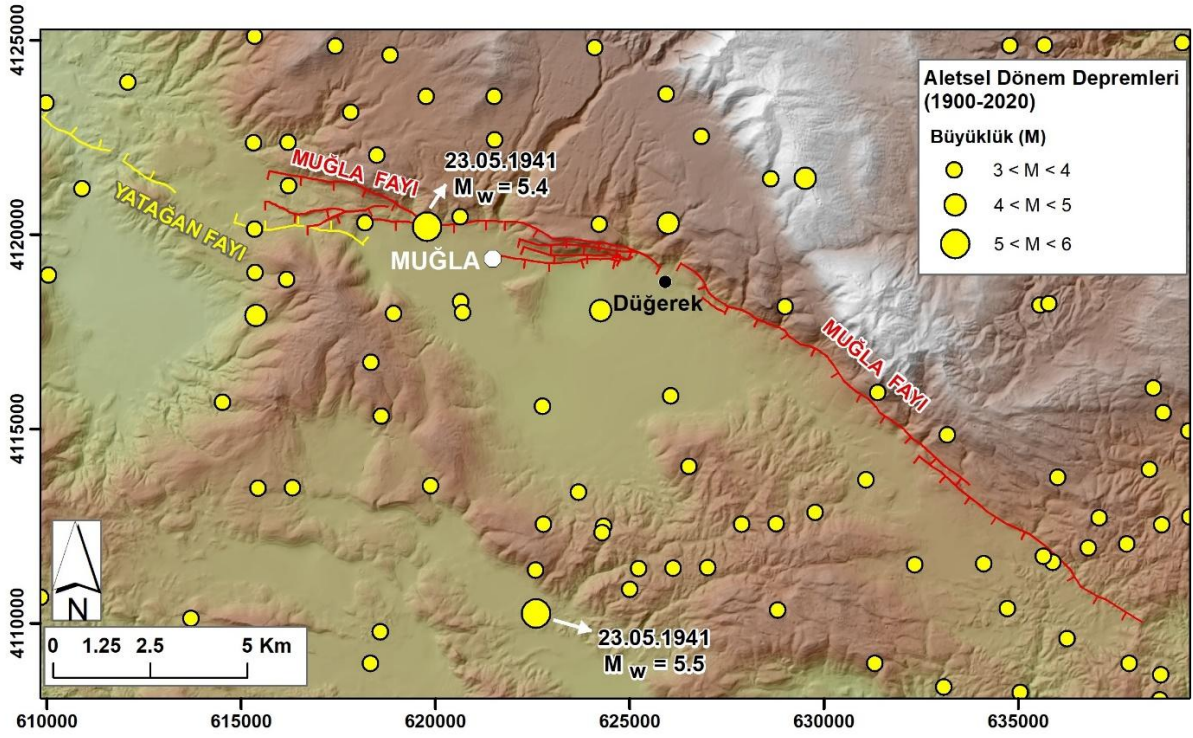 4125000
4120000
4115000
4110000
Aletsel Dönem Depremleri
(1900-2020)
Büyüklük (M)
3 < M < 4
4 < M < 5
5 < M < 6
MUĞLA FAYI
23.05.1941
M w = 5.4
YATAĞAN FAYI
MUĞLA
Düğerek
MUĞLA FAYI
23.05.1941
M w = 5.5
N
0 1.25 2.5 5 Km
610000 615000 620000 625000 630000 635000